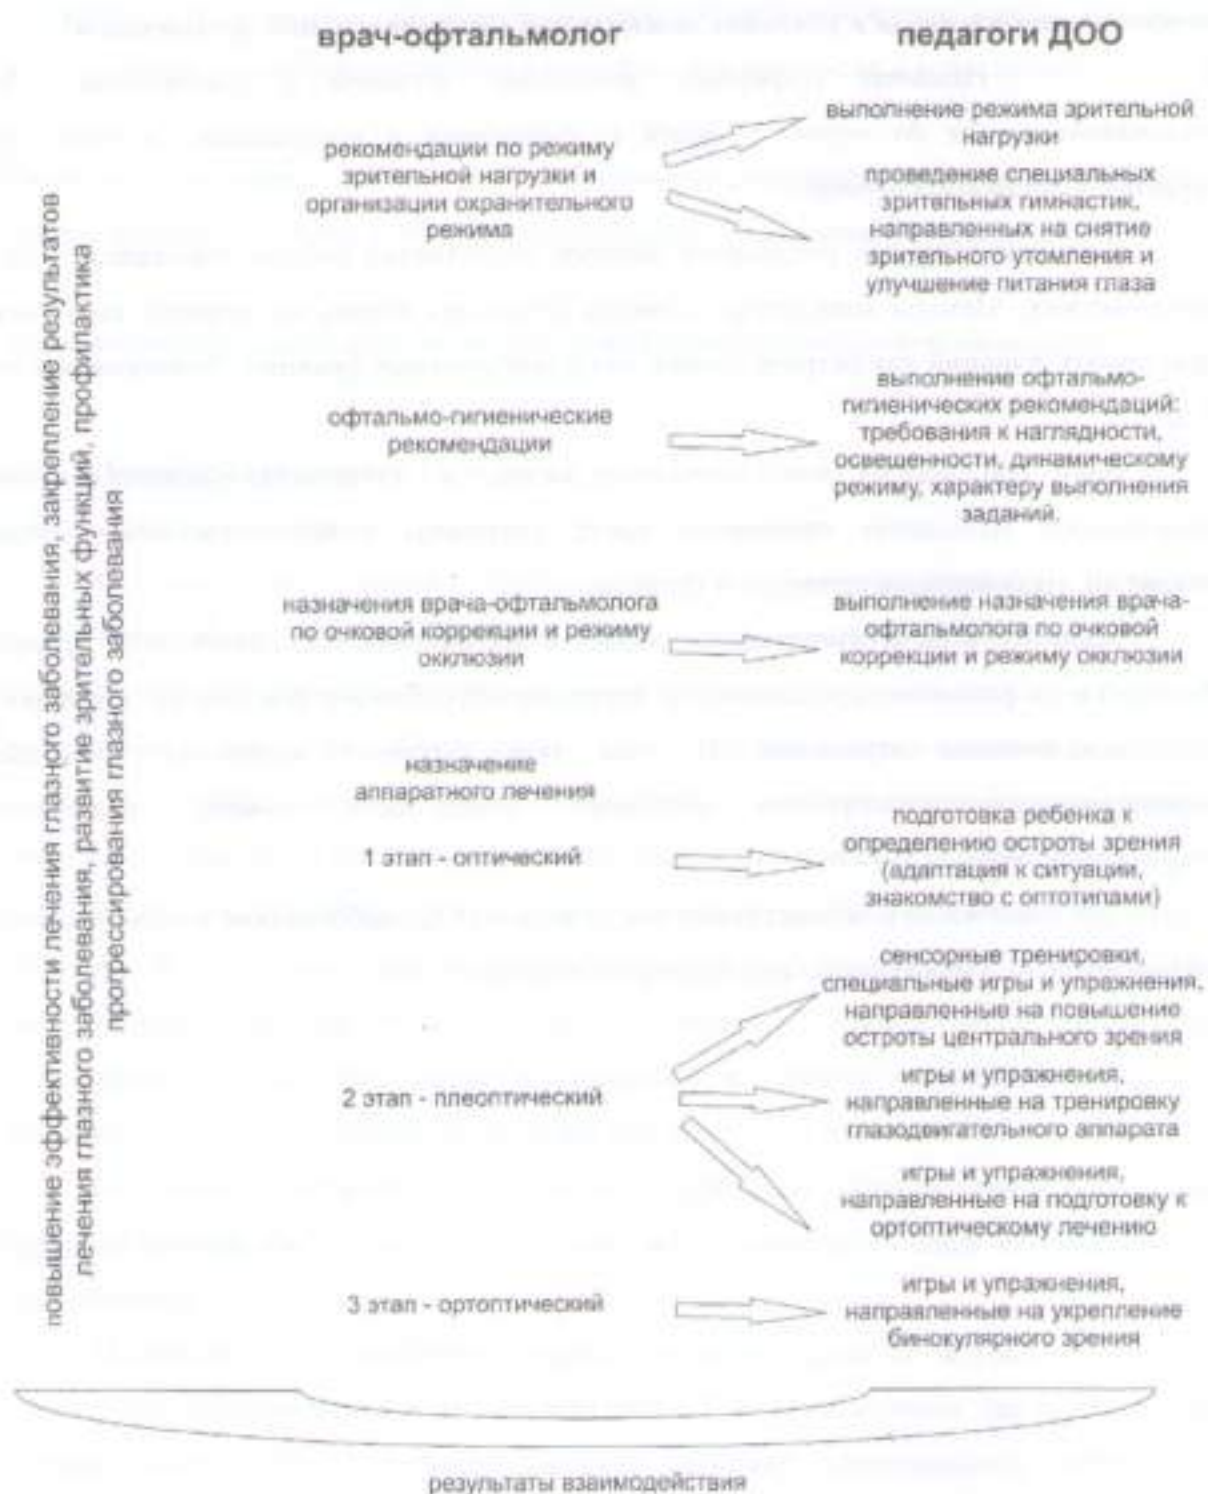 врач-офтальмолог
педагоги ДОО
рекомендации по режиму
зрительной нагрузки и
организации охранительного
режима
выполнение режима зрительной
нагрузки
проведение специальных
зрительных гимнастик,
направленных на снятие
зрительного утомления и
улучшение питания глаза
офтальмо-гигиенические
рекомендации
выполнение офтальмо-
гигиенических рекомендаций:
требования к наглядности,
освещенности, динамическому
режиму, характеру выполнения
заданий.
назначения врача-офтальмолога
по очковой коррекции и режиму
окклюзии
выполнение назначения врача-
офтальмолога по очковой
коррекции и режиму окклюзии
назначение
аппаратного лечения
1 этап - оптический
подготовка ребенка к
определению остроты зрения
(адаптация к ситуации,
знакомство с оптотипами)
2 этап - плеоптический
сенсорные тренировки,
специальные игры и упражнения,
направленные на повышение
остроты центрального зрения
игры и упражнения,
направленные на тренировку
глазодвигательного аппарата
игры и упражнения,
направленные на подготовку к
ортоптическому лечению
3 этап - ортоптический
игры и упражнения,
направленные на укрепление
бинокулярного зрения
повышение эффективности лечения глазного заболевания, закрепление результатов
лечения глазного заболевания, развитие зрительных функций, профилактика
прогрессирования глазного заболевания
результаты взаимодействия